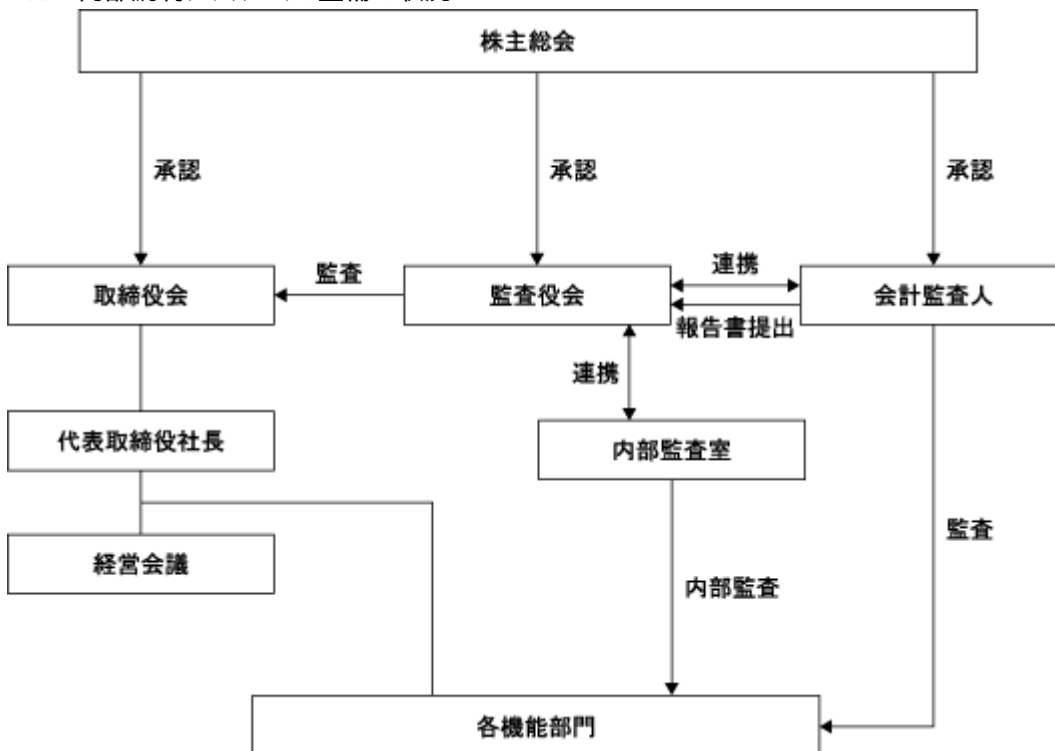 株主総会
承認
承認
承認
取締役会
監査
監査役会
連携
報告書提出
会計監査人
連携
代表取締役社長
内部監査室
経営会議
内部監査
監査
各機能部門